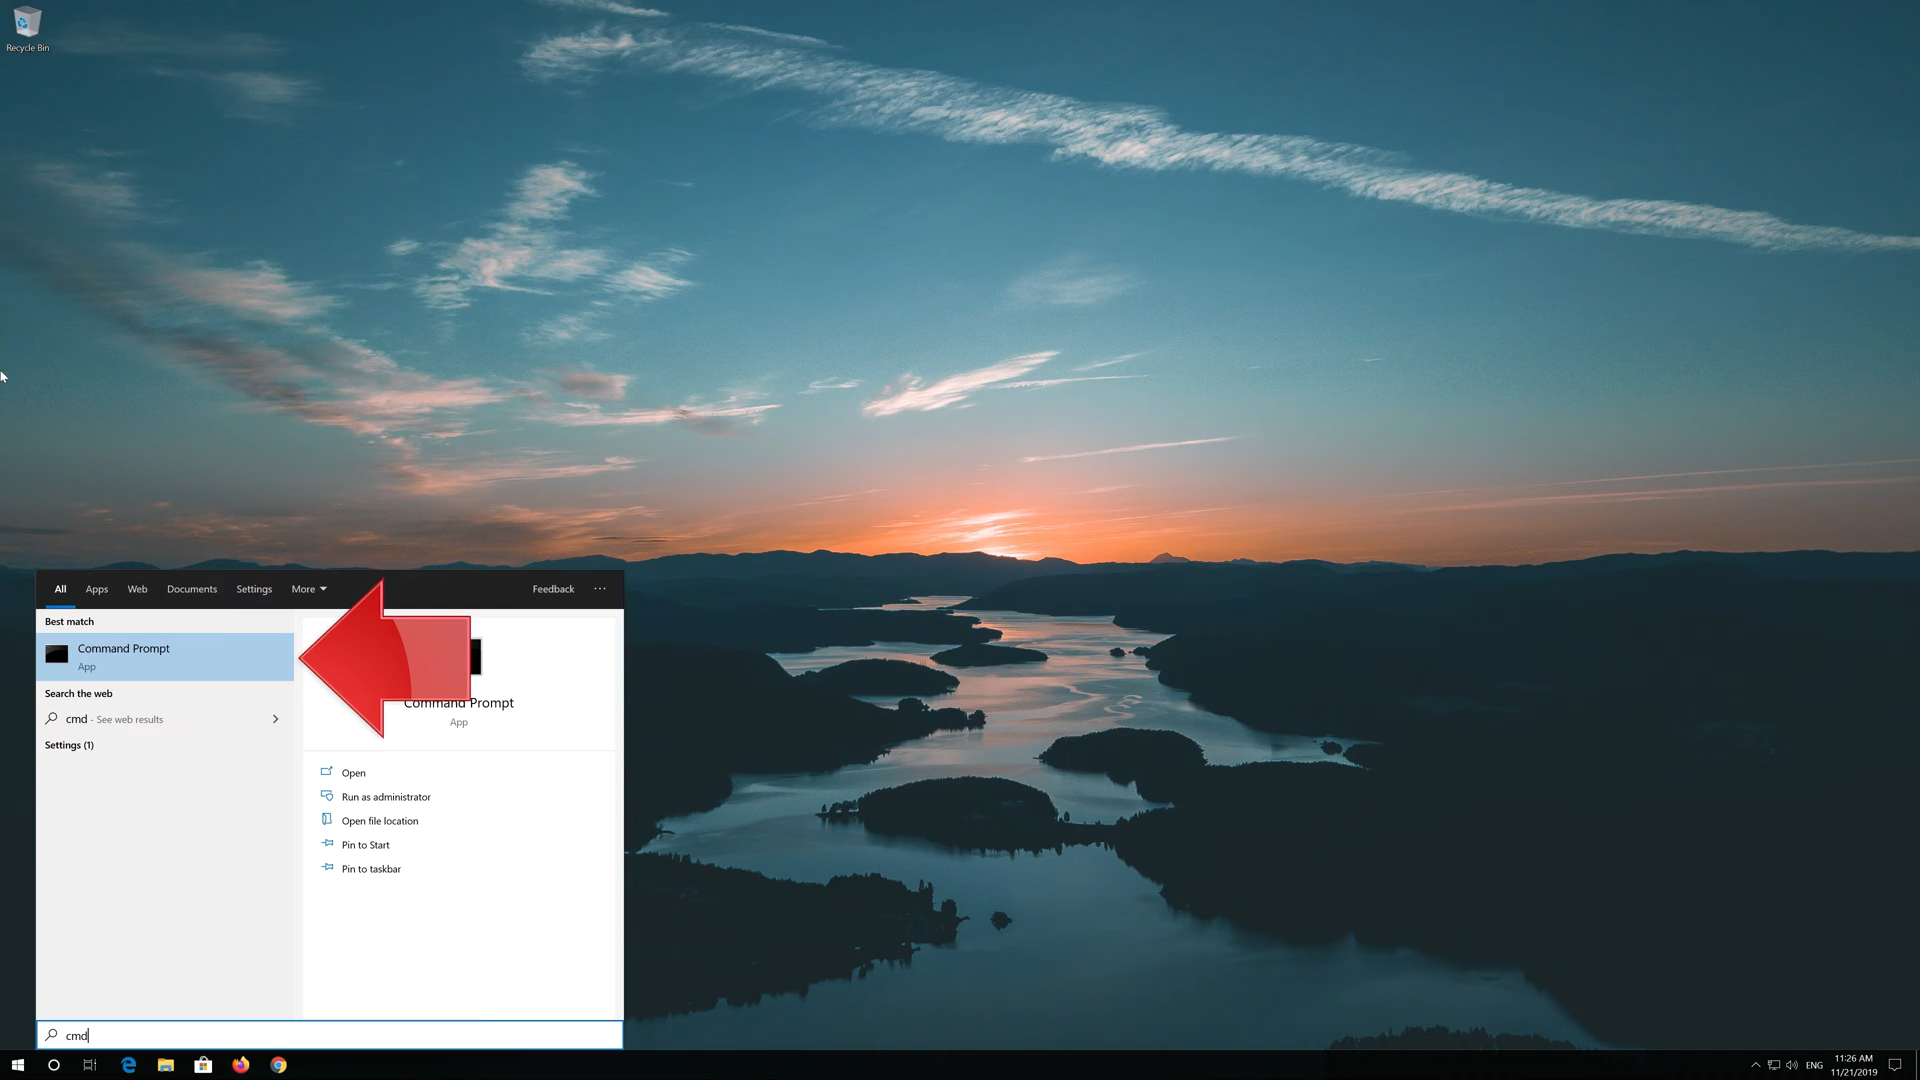 Recycle Bin
All Apps Web Documents Settings More Feedback ...
Best match
Command Prompt
App
Search the web
cmd - See web results
Settings (1)
Command Prompt
App
Open
Run as administrator
Open file location
Pin to Start
Pin to taskbar
cmd
ENG
11:26 AM
11/21/2019